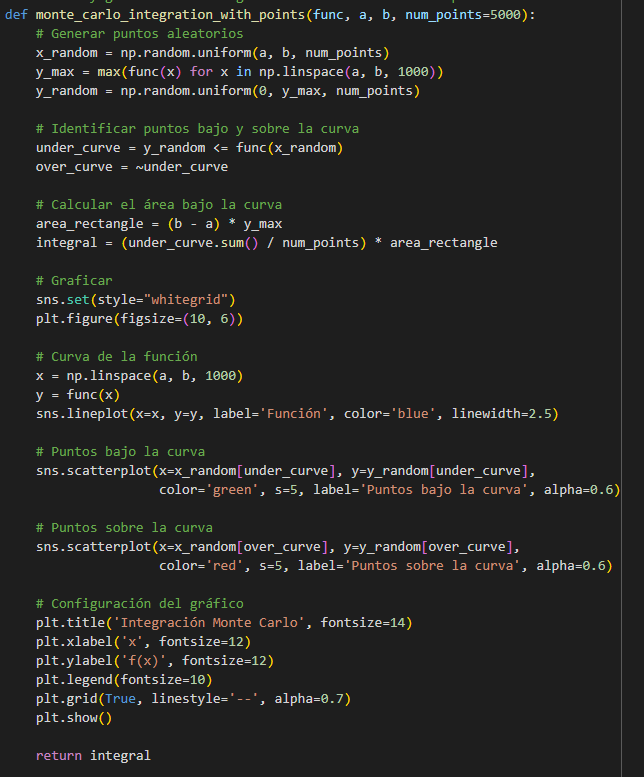 def monte_carlo_integration_with_points(func, a, b, num_points=5000):
    # Generar puntos aleatorios
    x_random = np.random.uniform(a, b, num_points)
    y_max = max(func(x) for x in np.linspace(a, b, 1000))
    y_random = np.random.uniform(0, y_max, num_points)

    # Identificar puntos bajo y sobre la curva
    under_curve = y_random <= func(x_random)
    over_curve = ~under_curve

    # Calcular el área bajo la curva
    area_rectangle = (b - a) * y_max
    integral = (under_curve.sum() / num_points) * area_rectangle

    # Graficar
    sns.set(style="whitegrid")
    plt.figure(figsize=(10, 6))

    # Curva de la función
    x = np.linspace(a, b, 1000)
    y = func(x)
    sns.lineplot(x=x, y=y, label='Función', color='blue', linewidth=2.5)

    # Puntos bajo la curva
    sns.scatterplot(x=x_random[under_curve], y=y_random[under_curve],
                    color='green', s=5, label='Puntos bajo la curva', alpha=0.6)

    # Puntos sobre la curva
    sns.scatterplot(x=x_random[over_curve], y=y_random[over_curve],
                    color='red', s=5, label='Puntos sobre la curva', alpha=0.6)

    # Configuración del gráfico
    plt.title('Integración Monte Carlo', fontsize=14)
    plt.xlabel('x', fontsize=12)
    plt.ylabel('f(x)', fontsize=12)
    plt.legend(fontsize=10)
    plt.grid(True, linestyle='--', alpha=0.7)
    plt.show()

    return integral